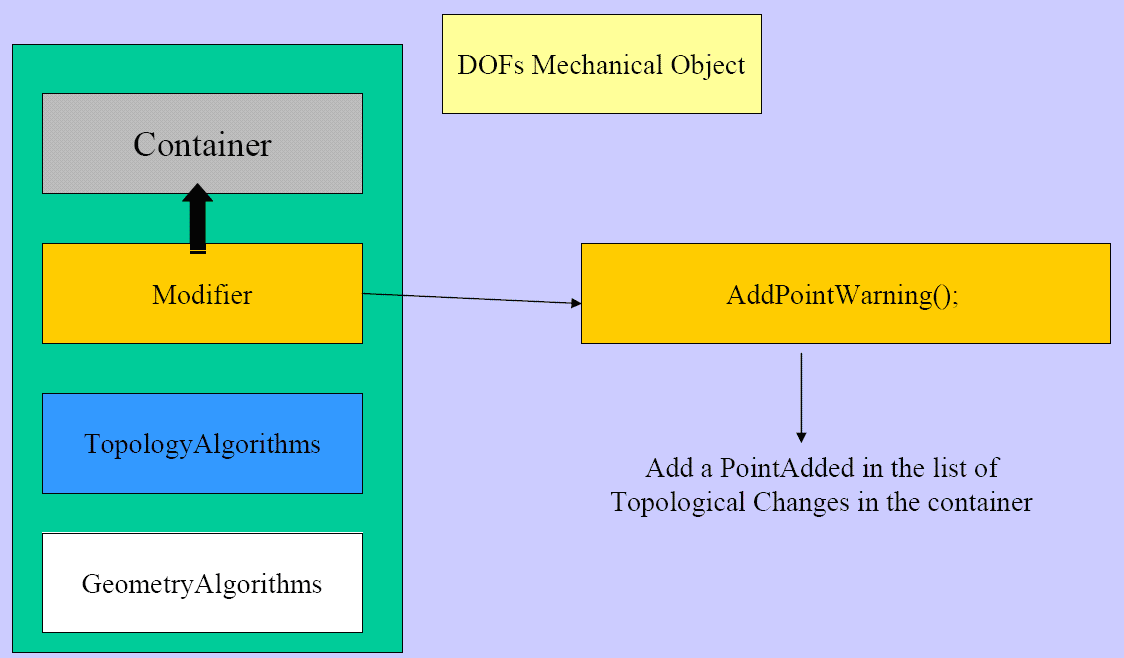 DOFs Mechanical Object
Container
Modifier
AddPointWarning();
TopologyAlgorithms
Add a PointAdded in the list of
Topological Changes in the container
GeometryAlgorithms